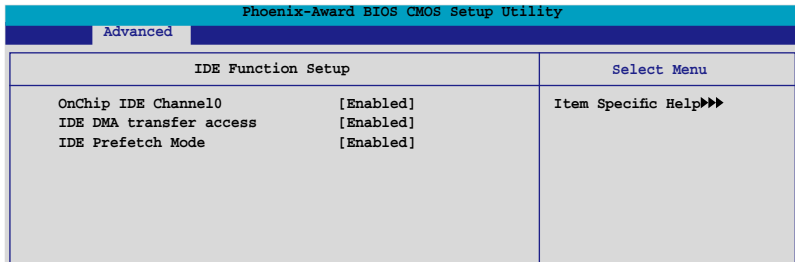 Phoenix-Award BIOS CMOS Setup Utility
Advanced
IDE Function Setup
Select Menu
OnChip IDE Channel0 [Enabled]
Item Specific Help▶▶▶
IDE DMA transfer access [Enabled]
IDE Prefetch Mode [Enabled]